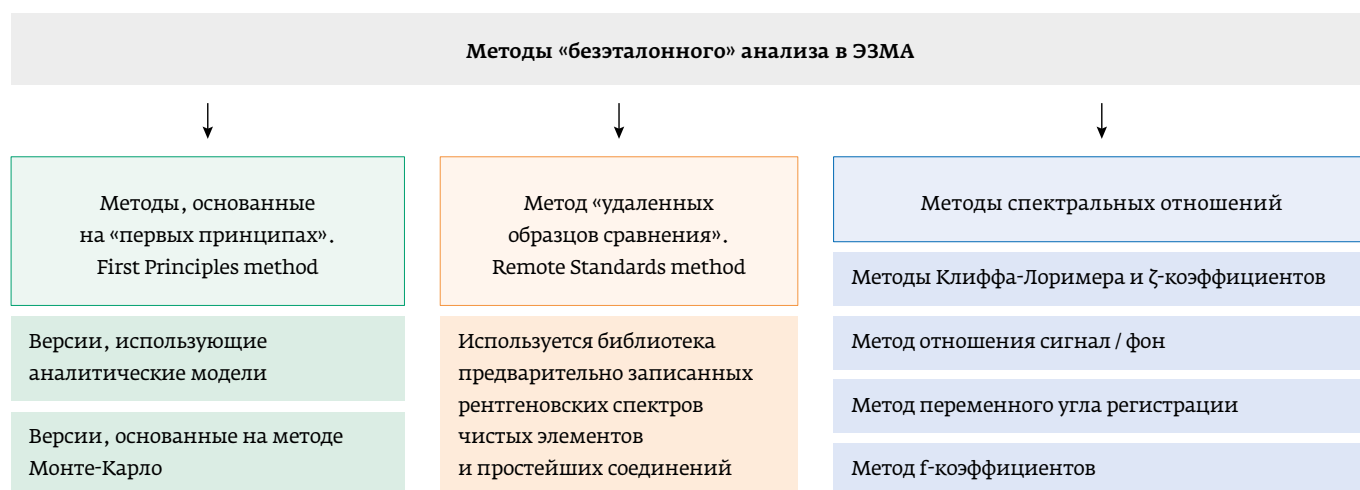 Методы «безэталонного» анализа в ЭЗМА
Методы, основанные
на «первых принципах».
First Principles method
Версии, использующие
аналитические модели
Версии, основанные на методе
Монте-Карло
Метод «удаленных
образцов сравнения».
Remote Standards method
Используется библиотека
предварительно записанных
рентгеновских спектров
чистых элементов
и простейших соединений
Методы спектральных отношений
Методы Клиффа-Лоримера и ζ-коэффициентов
Метод отношения сигнал / фон
Метод переменного угла регистрации
Метод f-коэффициентов